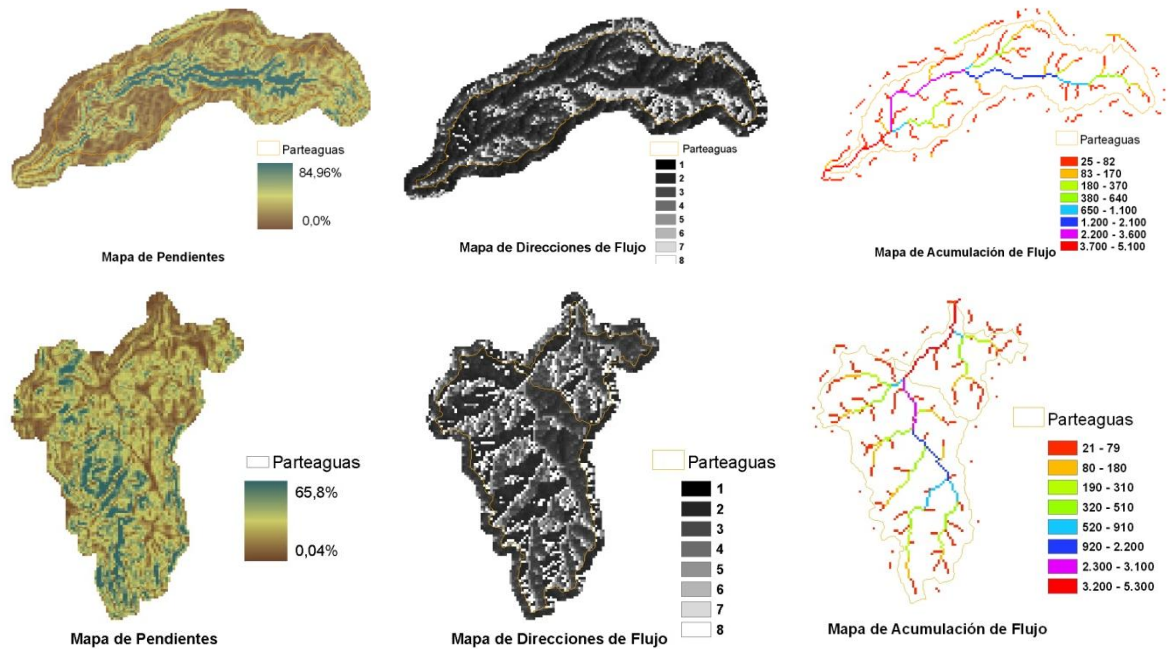 Parteaguas
84,96%
0,0%
Mapa de Pendientes
Parteaguas
1
2
3
4
5
6
7
8
Mapa de Direcciones de Flujo
Parteaguas
25 - 82
83 - 170
180 - 370
380 - 640
650 - 1.100
1.200 - 2.100
2.200 - 3.600
3.700 - 5.100
Mapa de Acumulación de Flujo
Parteaguas
65,8%
0,04%
Mapa de Pendientes
Parteaguas
1
2
3
4
5
6
7
8
Mapa de Direcciones de Flujo
Parteaguas
21 - 79
80 - 180
190 - 310
320 - 510
520 - 910
920 - 2.200
2.300 - 3.100
3.200 - 5.300
Mapa de Acumulación de Flujo